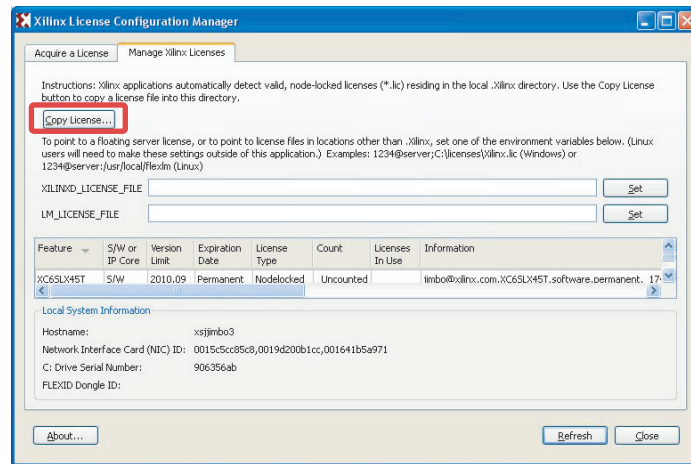 Xilinx License Configuration Manager
Acquire a License
Manage Xilinx Licenses
Instructions: Xilinx applications automatically detect valid, node-locked licenses (*.lic) residing in the local .Xilinx directory. Use the Copy License
button to copy a license file into this directory.
Copy License...
To point to a floating server license, or to point to license files in locations other than .Xilinx, set one of the environment variables below. (Linux
users will need to make these settings outside of this application.) Examples: 1234@server;C:\licenses\Xilinx.lic (Windows) or
1234@server:/usr/local/flexlm (Linux)
XILINXD_LICENSE_FILE
Set
LM_LICENSE_FILE
Set
Feature S/W or IP Core Version Limit Expiration Date License Type Count Licenses In Use Information
XC6SLX45T S/W 2010.09 Permanent Nodelocked Uncounted jimbo@xilinx.com.XC6SLX45T.software.permanent.
Local System Information
Hostname: xsjjimbo3
Network Interface Card (NIC) ID: 0015c5cc85c8,0019d200b1cc,001641b5a971
C: Drive Serial Number: 906356ab
FLEXID Dongle ID:
About...
Refresh
Close